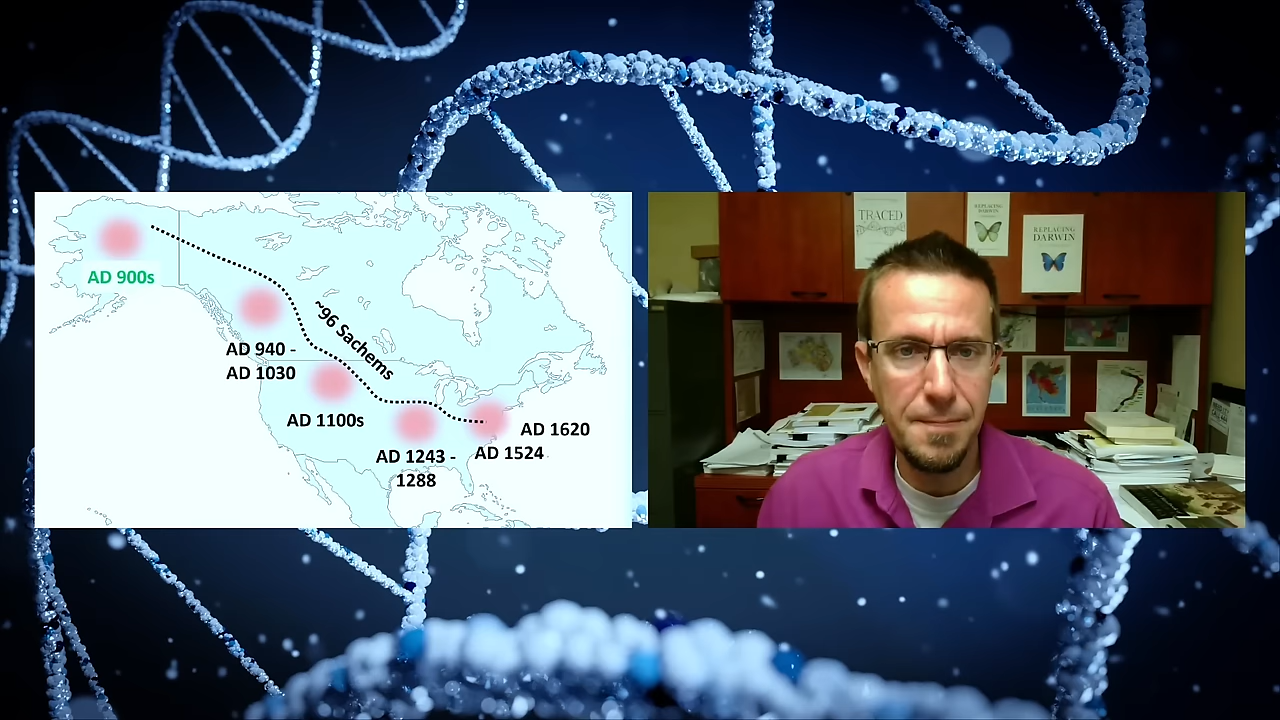 AD 900s
~96 Sachems
AD 940 -
AD 1030
AD 1100s
AD 1620
AD 1243 -
1288
AD 1524
TRACED
REPLACING
DARWIN
REPLACING
DARWIN